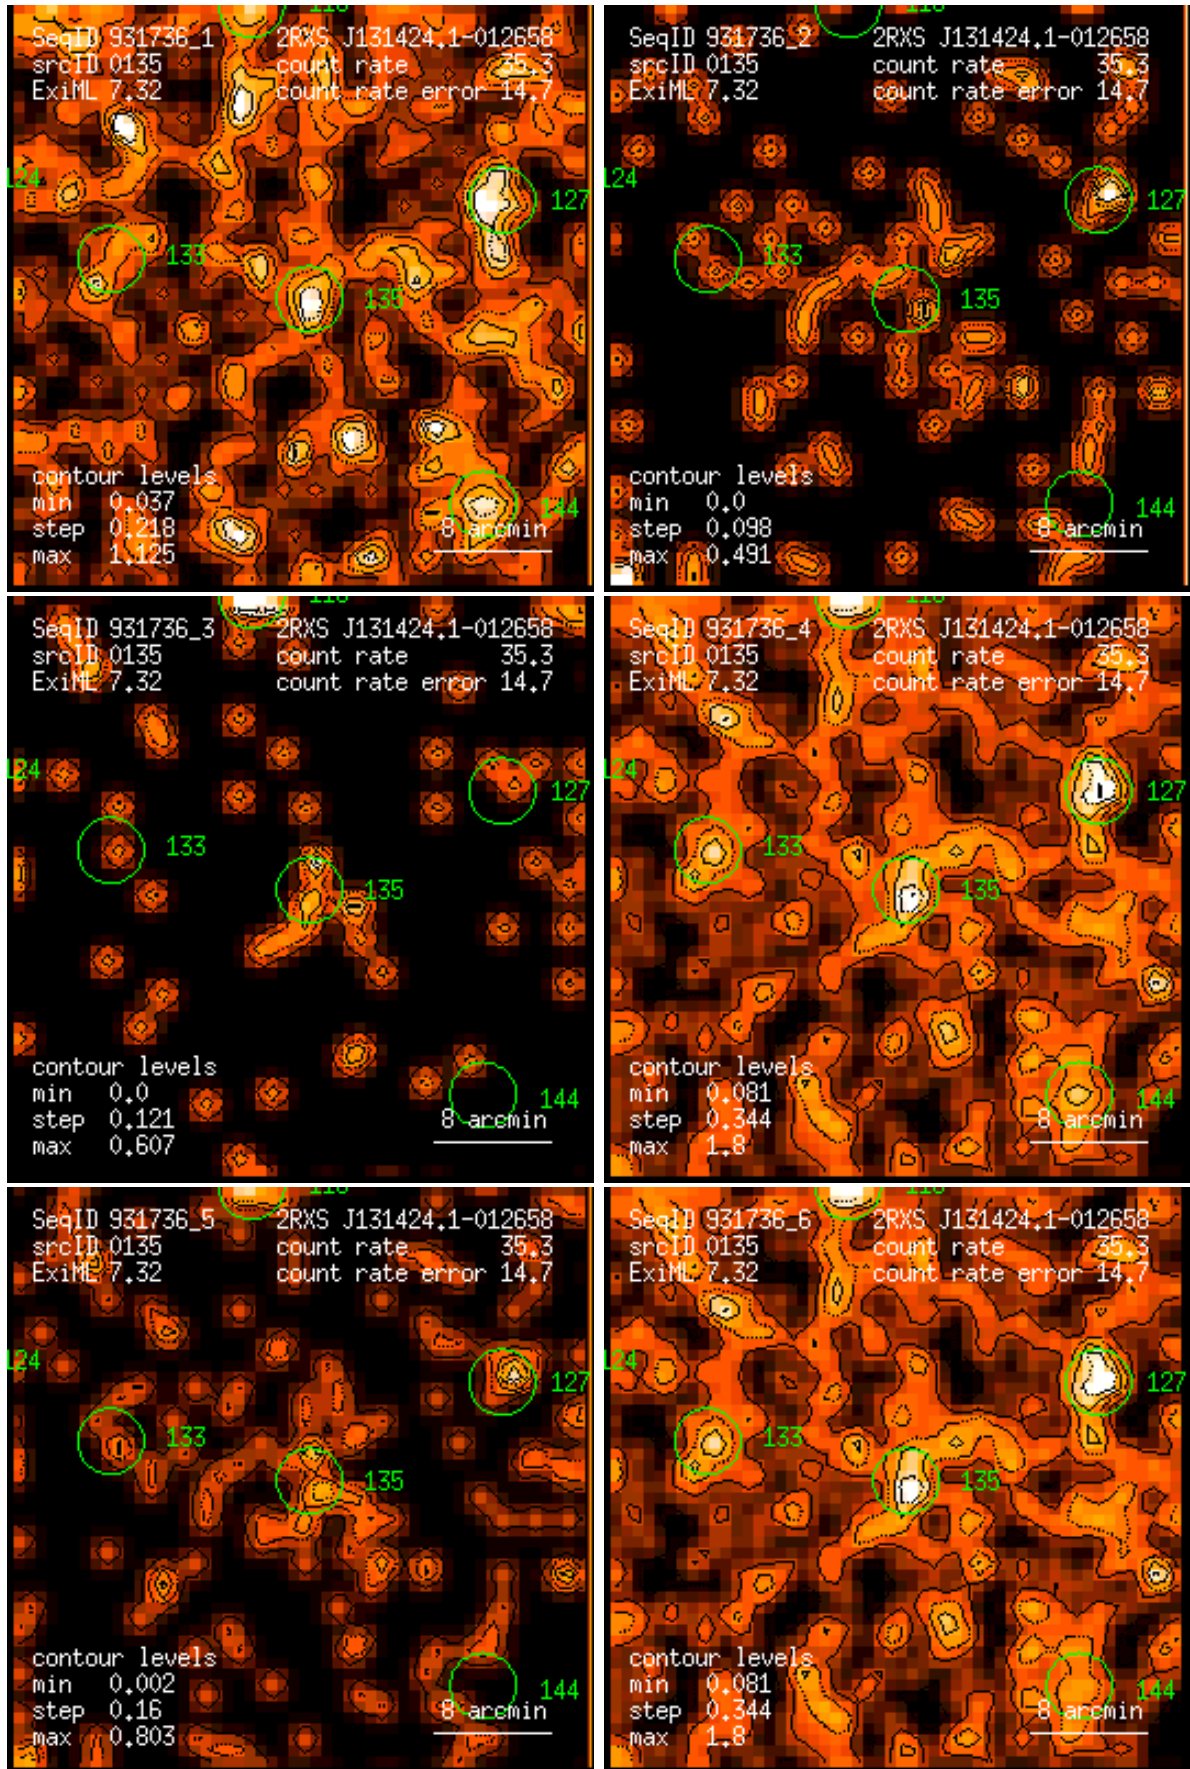 118
SeqID 931736_1 2RXS J131424.1-012658
srcID 0135 count rate 35.3
ExiML 7.32 count rate error 14.7
124
127
133
135
contour levels
min 0.037
144
step 0.218
8 arcmin
max 1.125
118
SeqID 931736_2 2RXS J131424.1-012658
srcID 0135 count rate 35.3
ExiML 7.32 count rate error 14.7
124
127
133
135
contour levels
min 0.0
144
step 0.098
8 arcmin
max 0.491
118
SeqID 931736_3 2RXS J131424.1-012658
srcID 0135 count rate 35.3
ExiML 7.32 count rate error 14.7
124
127
133
135
contour levels
min 0.0
144
step 0.121
8 arcmin
max 0.607
118
SeqID 931736_4 2RXS J131424.1-012658
srcID 0135 count rate 35.3
ExiML 7.32 count rate error 14.7
124
127
133
135
contour levels
min 0.081
144
step 0.344
8 arcmin
max 1.8
118
SeqID 931736_5 2RXS J131424.1-012658
srcID 0135 count rate 35.3
ExiML 7.32 count rate error 14.7
124
127
133
135
contour levels
min 0.002
144
step 0.16
8 arcmin
max 0.803
118
SeqID 931736_6 2RXS J131424.1-012658
srcID 0135 count rate 35.3
ExiML 7.32 count rate error 14.7
124
127
133
135
contour levels
min 0.081
144
step 0.344
8 arcmin
max 1.8